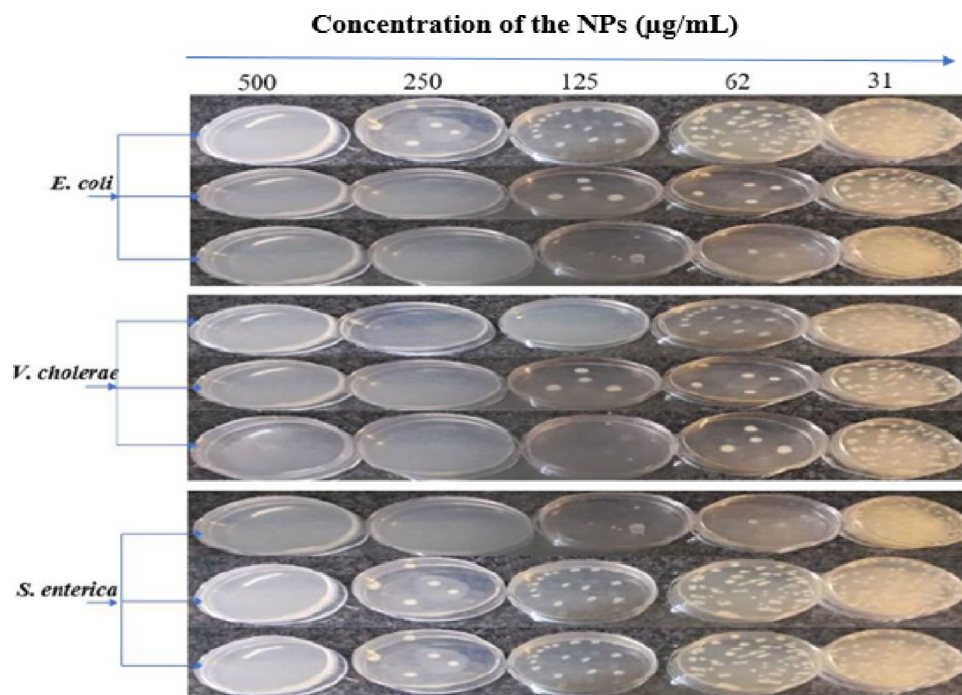 Concentration of the NPs (µg/mL)
500 250 125 62 31
E. coli
V. cholerae
S. enterica